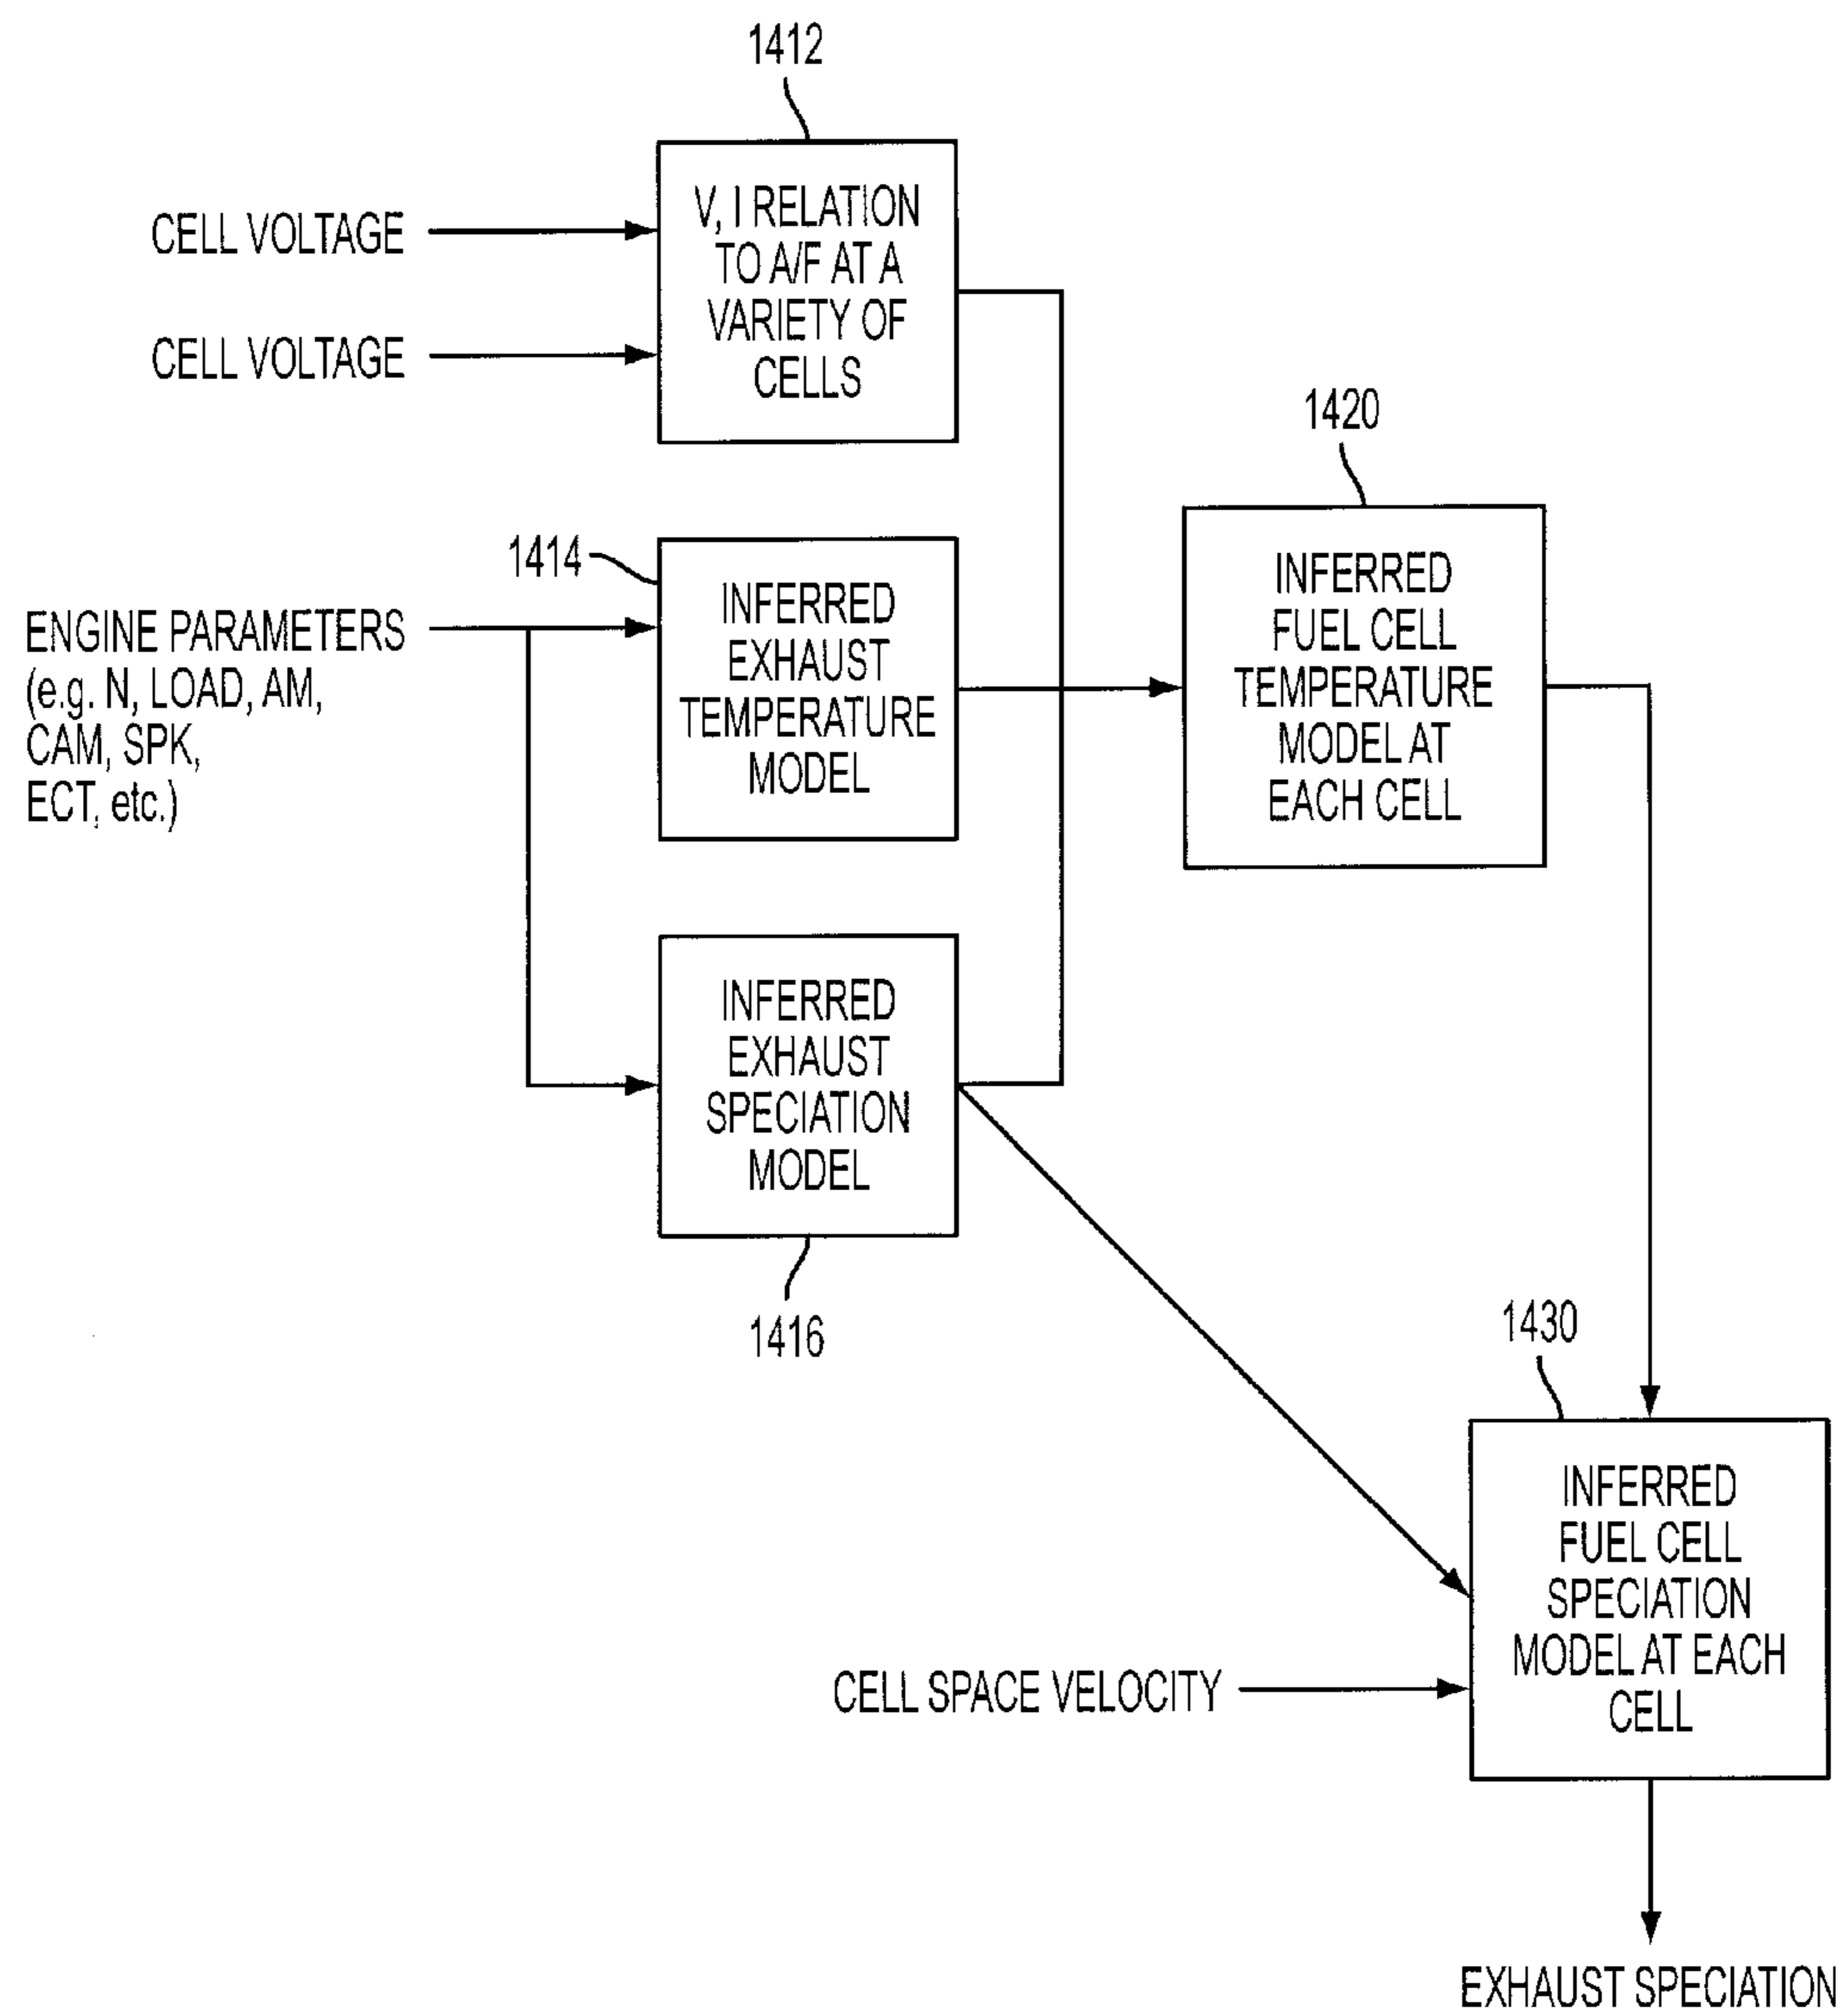 1412
V, I RELATION
TO A/F AT A
VARIETY OF
CELLS
CELL VOLTAGE
CELL VOLTAGE
1420
INFERRED
FUEL CELL
TEMPERATURE
MODEL AT
EACH CELL
1414
INFERRED
EXHAUST
TEMPERATURE
MODEL
ENGINE PARAMETERS
(e.g. N, LOAD, AM,
CAM, SPK,
ECT, etc.)
INFERRED
EXHAUST
SPECIATION
MODEL
1416
1430
INFERRED
FUEL CELL
SPECIATION
MODEL AT EACH
CELL
CELL SPACE VELOCITY
EXHAUST SPECIATION